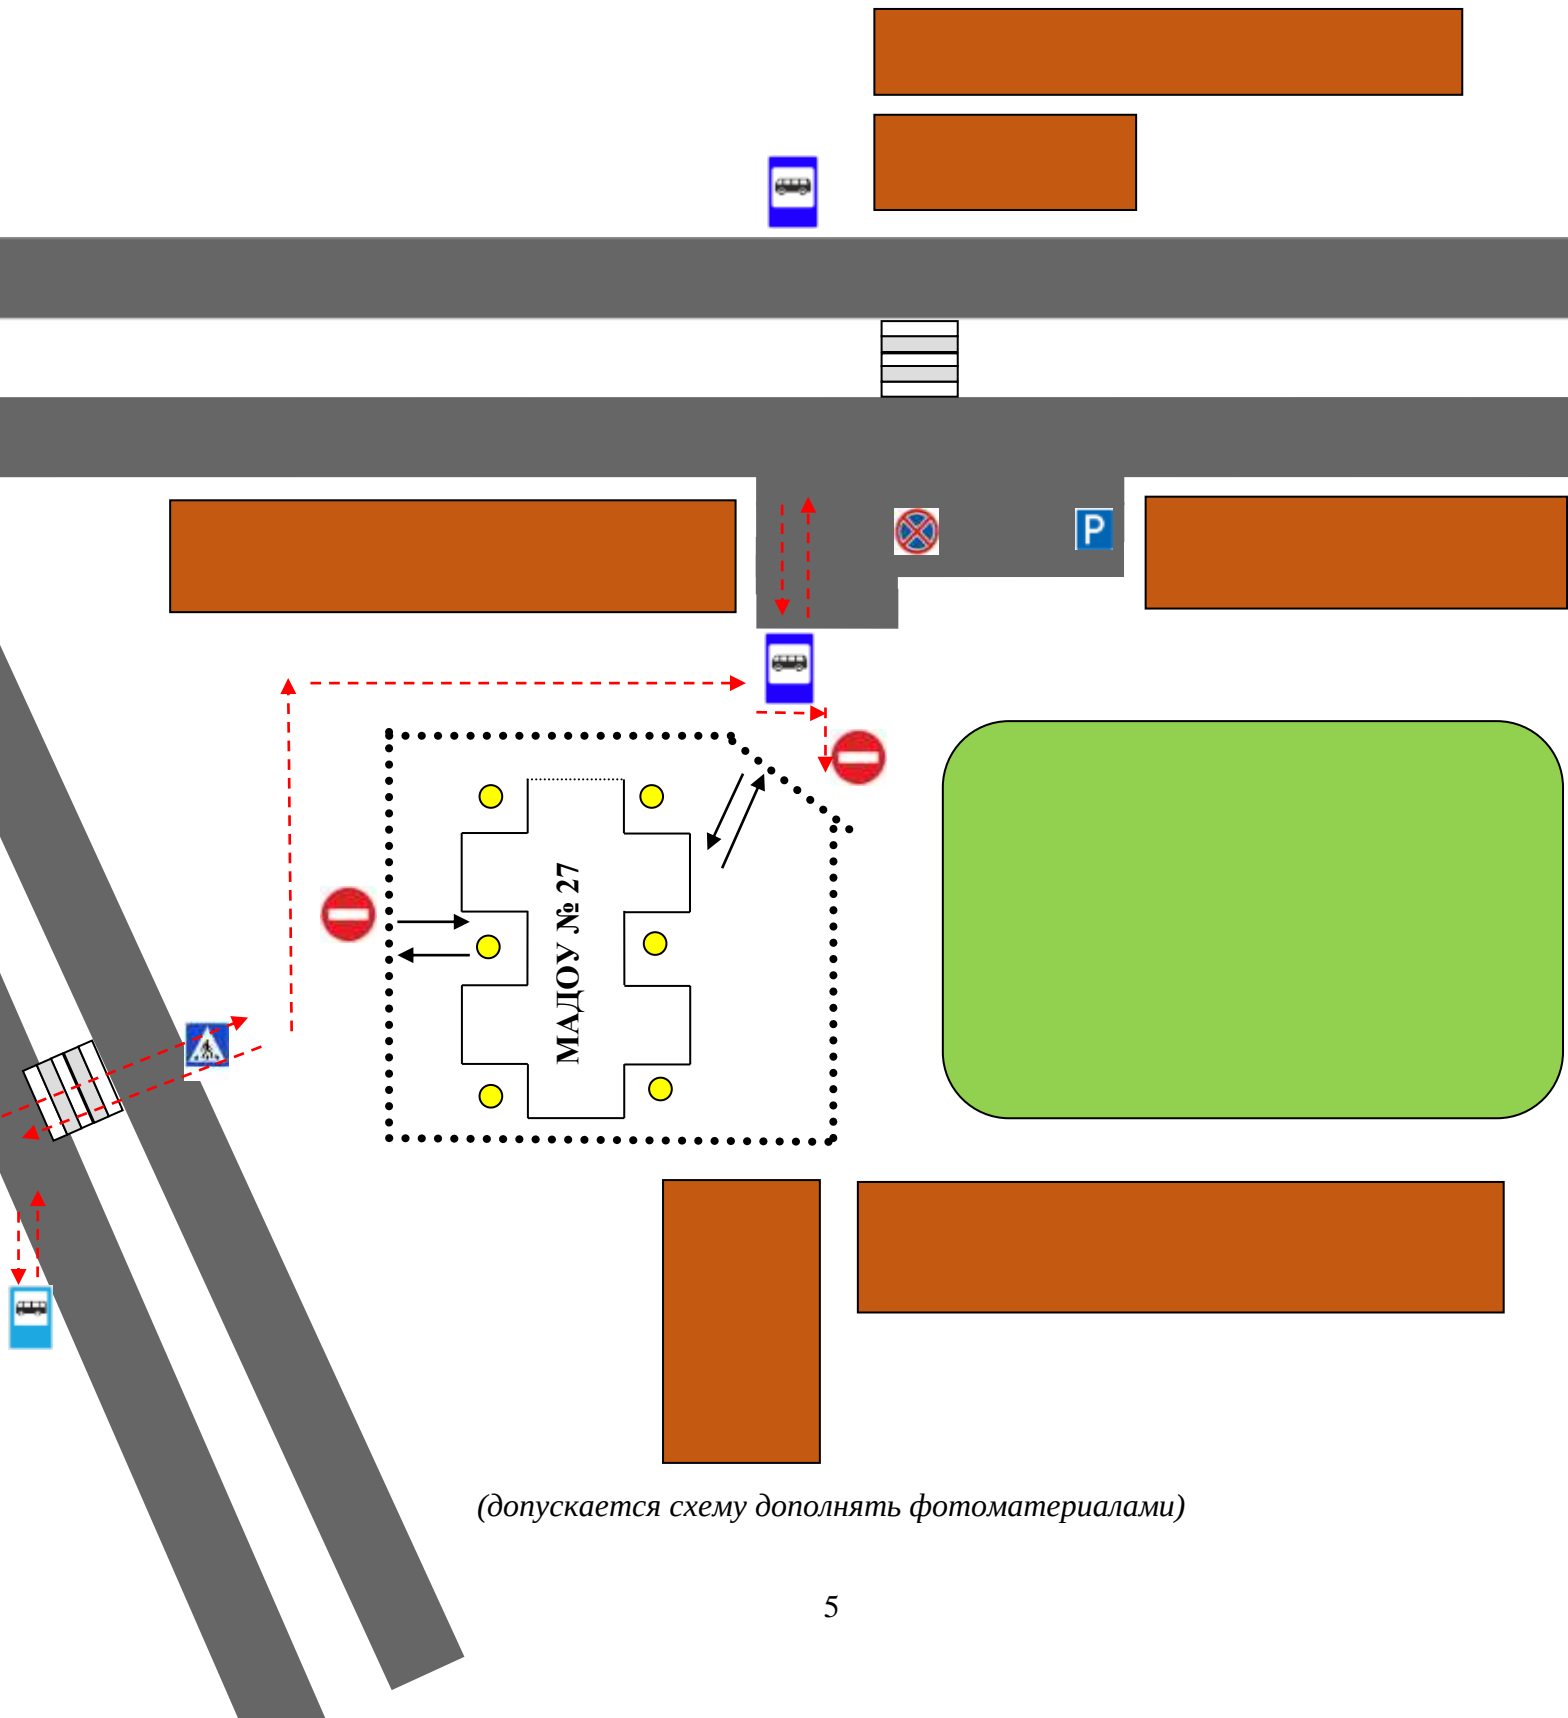 P
МАДОУ № 27
(допускается схему дополнять фотоматериалами)
5